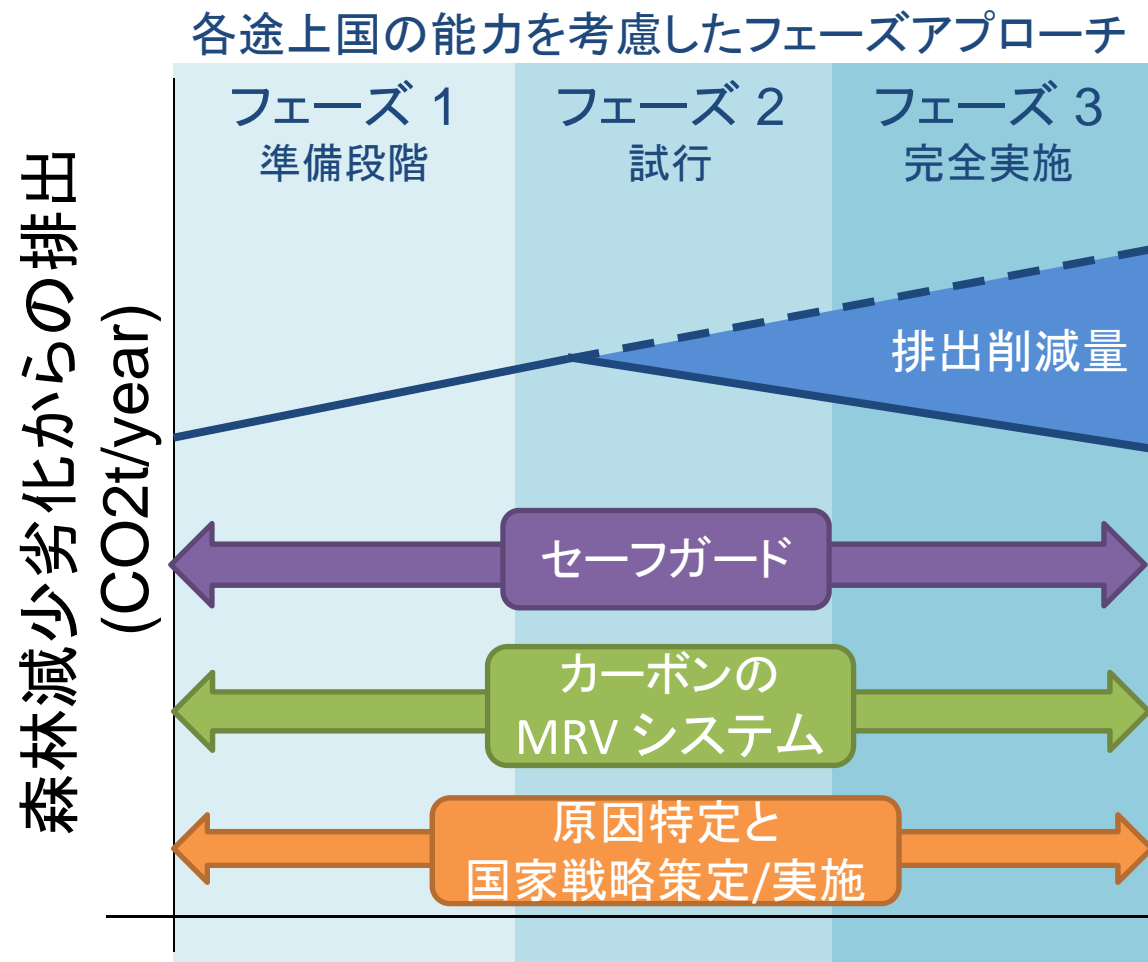 各途上国の能力を考慮したフェーズアプローチ
フェーズ 1
準備段階
フェーズ 2
試行
フェーズ 3
完全実施
森林減少劣化からの排出
(CO2t/year)
排出削減量
セーフガード
カーボンの
MRV システム
原因特定と
国家戦略策定/実施